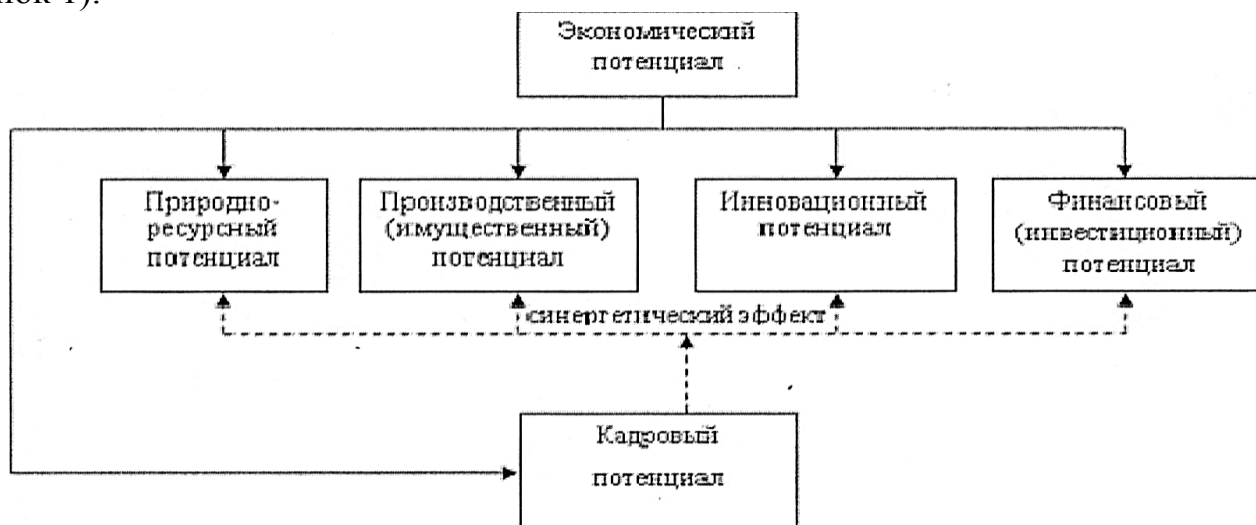 нок 1).
Экономический
потенциал
Природно-
ресурсный
потенциал
Производственный
(имущественный)
потенциал
Инновационный
потенциал
Финансовый
(инвестиционный)
потенциал
синергетический эффект
Кадровый
потенциал